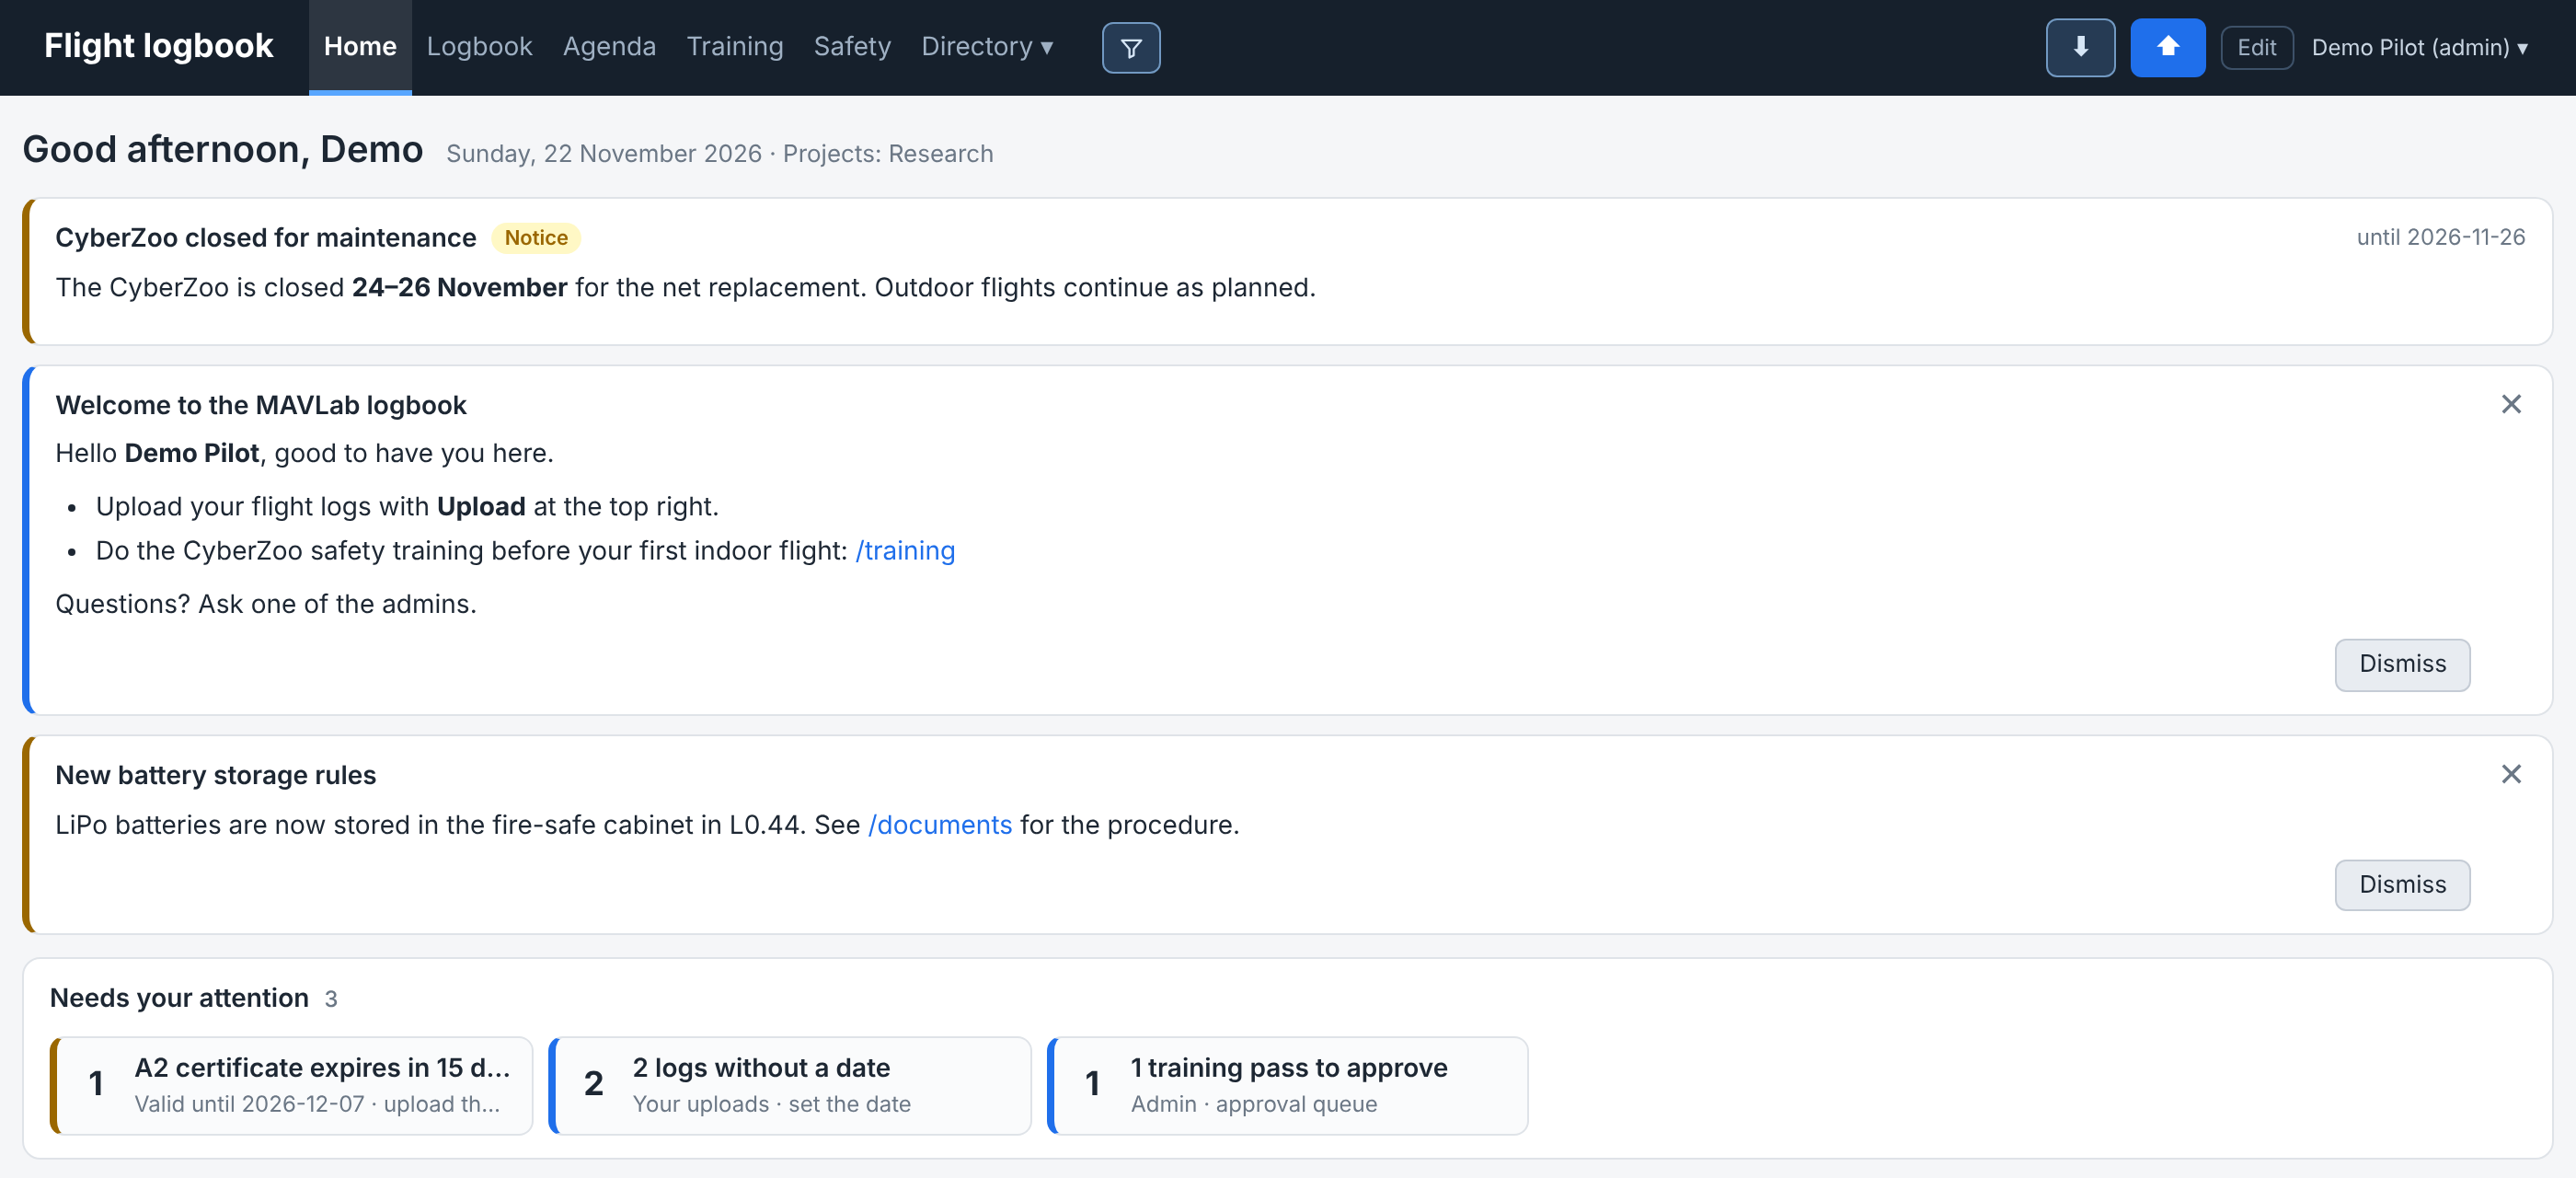 Flight logbook Home Logbook Agenda Training Safety Directory ▾ Edit Demo Pilot (admin) ▾
Good afternoon, Demo Sunday, 22 November 2026 · Projects: Research
CyberZoo closed for maintenance Notice until 2026-11-26
The CyberZoo is closed 24–26 November for the net replacement. Outdoor flights continue as planned.
Welcome to the MAVLab logbook
Hello Demo Pilot, good to have you here.
• Upload your flight logs with Upload at the top right.
• Do the CyberZoo safety training before your first indoor flight: /training
Questions? Ask one of the admins.
Dismiss
New battery storage rules
LiPo batteries are now stored in the fire-safe cabinet in L0.44. See /documents for the procedure.
Dismiss
Needs your attention 3
1 A2 certificate expires in 15 d...
Valid until 2026-12-07 · upload th...
2 2 logs without a date
Your uploads · set the date
1 1 training pass to approve
Admin · approval queue